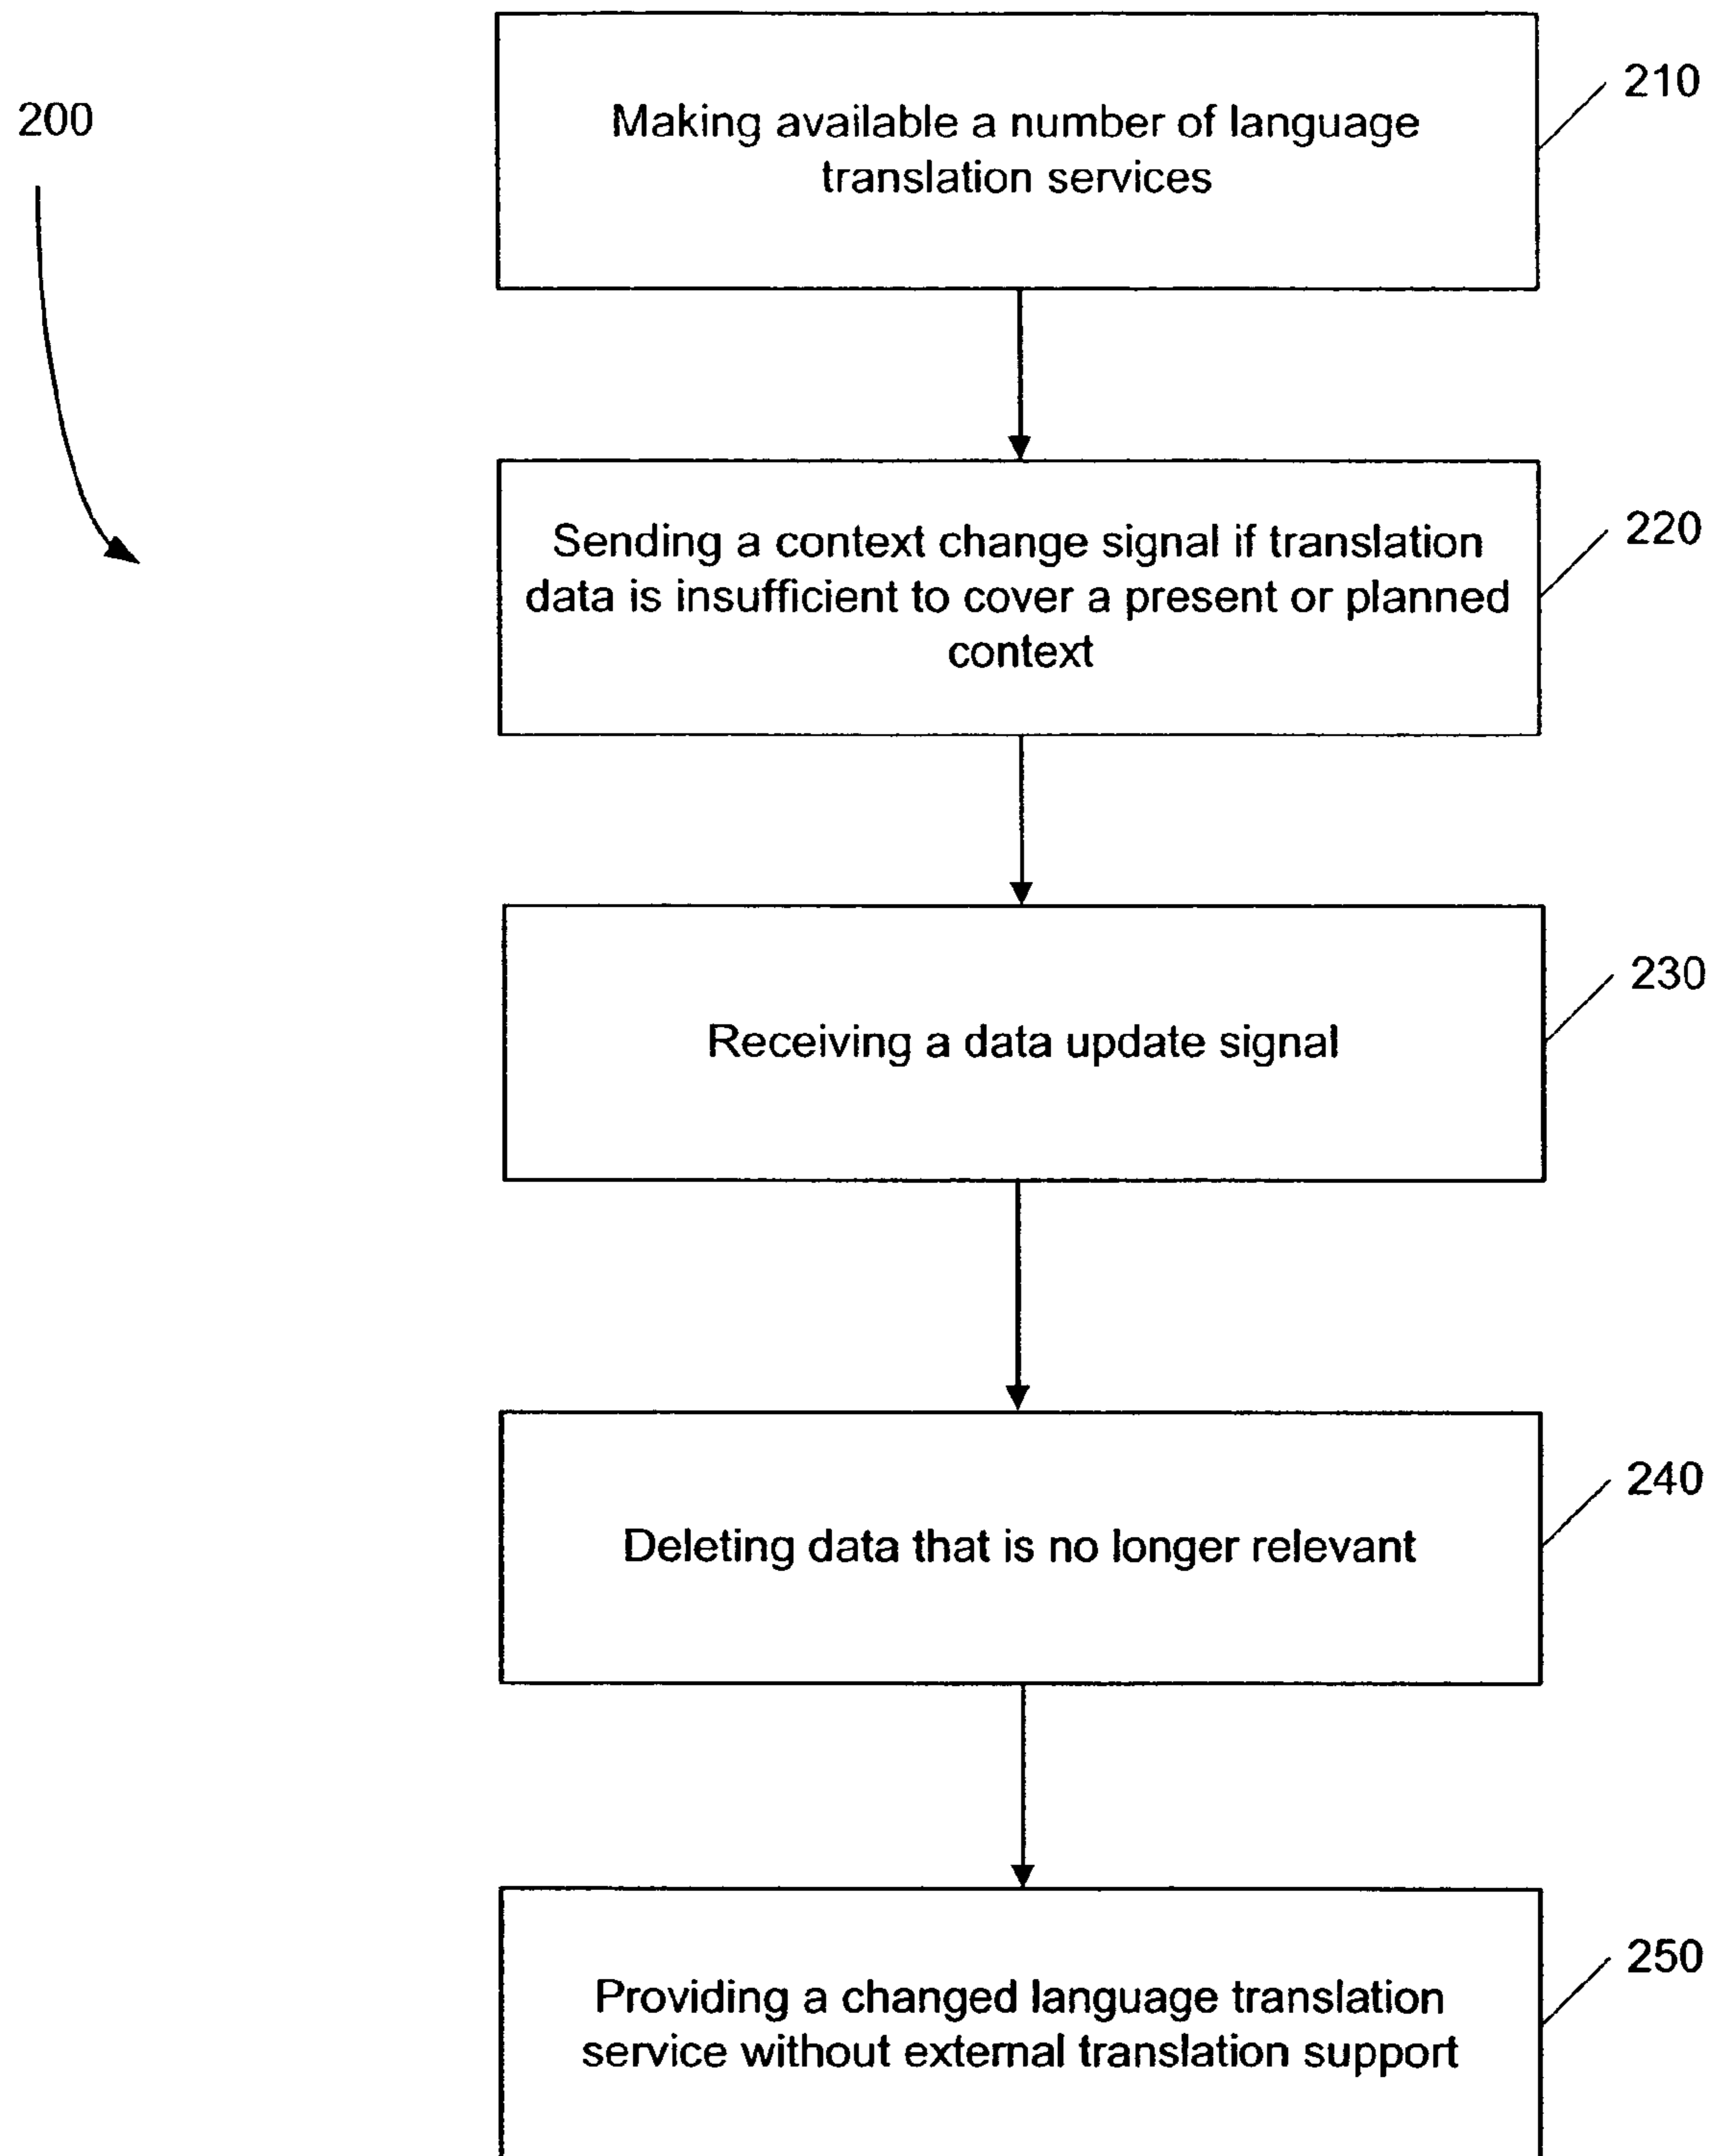 200
210
Making available a number of language
translation services
220
Sending a context change signal if translation
data is insufficient to cover a present or planned
context
230
Receiving a data update signal
240
Deleting data that is no longer relevant
250
Providing a changed language translation
service without external translation support